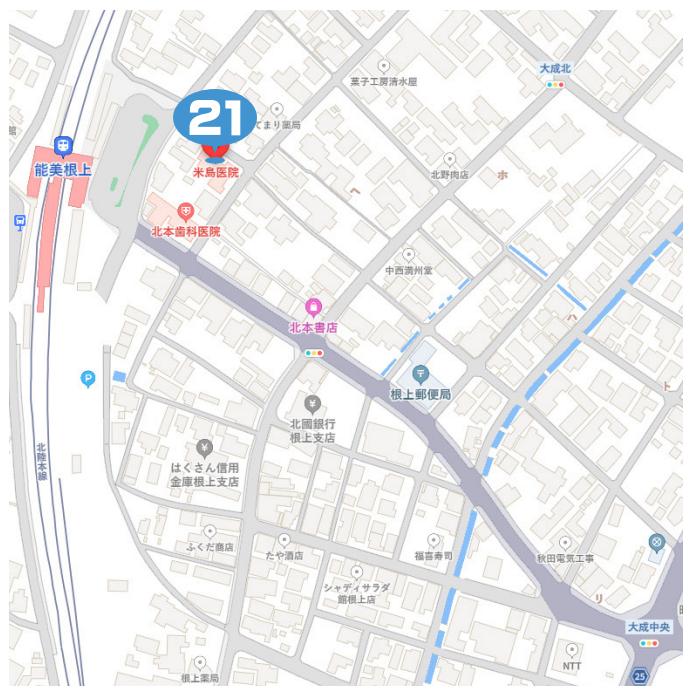 菓子工房清水屋
大成北
21
てまり薬局
能美根上
米島医院
北野肉店
ホ
ヘ
館
北本歯科医院
中西満州堂
北本書店
ハ
P
根上郵便局
ト
北國銀行
根上支店
北陸本線
はくさん信用
金庫根上支店
ふくだ商店
たや酒店
福喜寿司
秋田電気工事
シャディサラダ
館根上店
リ
大成中央
NTT
25
根上薬局